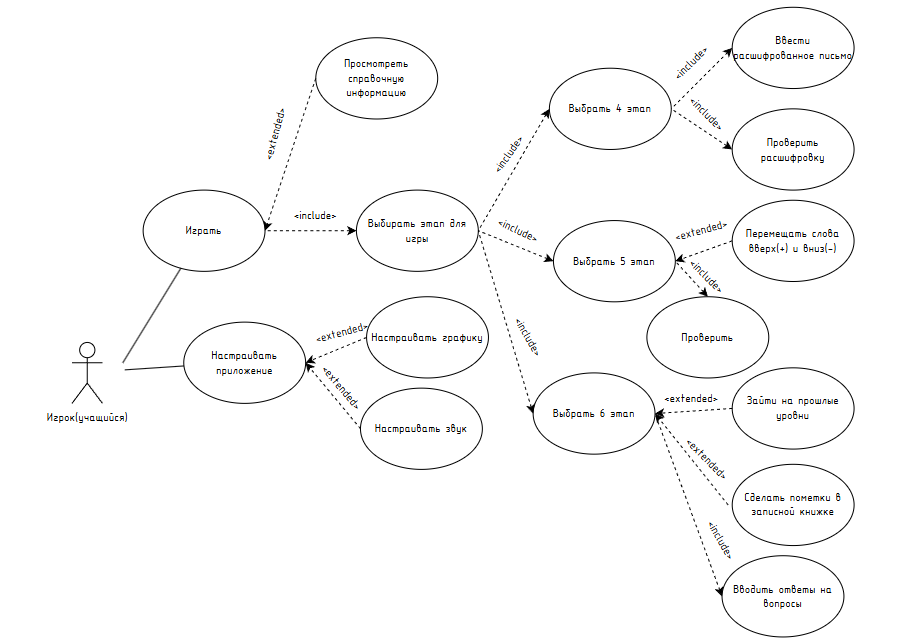 Ввести
расшифрованное письмо
<include>
Просмотреть
справочную
информацию
Выбрать 4 этап
<include>
<extended>
<include>
Проверить
расшифровку
Играть
<include>
Выбирать этап для
игры
<include>
<extended>
Перемещать слова
вверх(+) и вниз(-)
Выбрать 5 этап
<include>
Проверить
<include>
<extended>
Настраивать графику
Настраивать
приложение
<extended>
Игрок(учащийся)
Настраивать звук
Выбрать 6 этап
<extended>
Зайти на прошлые
уровни
<extended>
Сделать пометки в
записной книжке
<include>
Вводить ответы на
вопросы